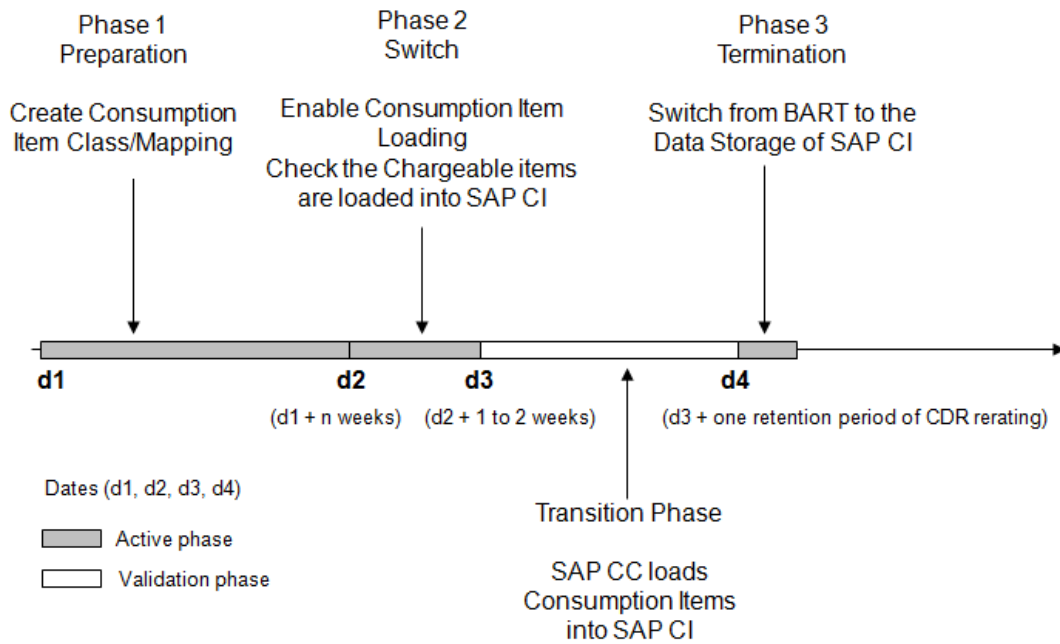 Phase 1
Preparation
Create Consumption
Item Class/Mapping
Phase 2
Switch
Enable Consumption Item
Loading
Check the Chargeable items
are loaded into SAP CI
Phase 3
Termination
Switch from BART to the
Data Storage of SAP CI
d1
d2
d3
d4
(d1 + n weeks)
(d2 + 1 to 2 weeks)
(d3 + one retention period of CDR rerating)
Dates (d1, d2, d3, d4)
Active phase
Validation phase
Transition Phase
SAP CC loads
Consumption Items
into SAP CI